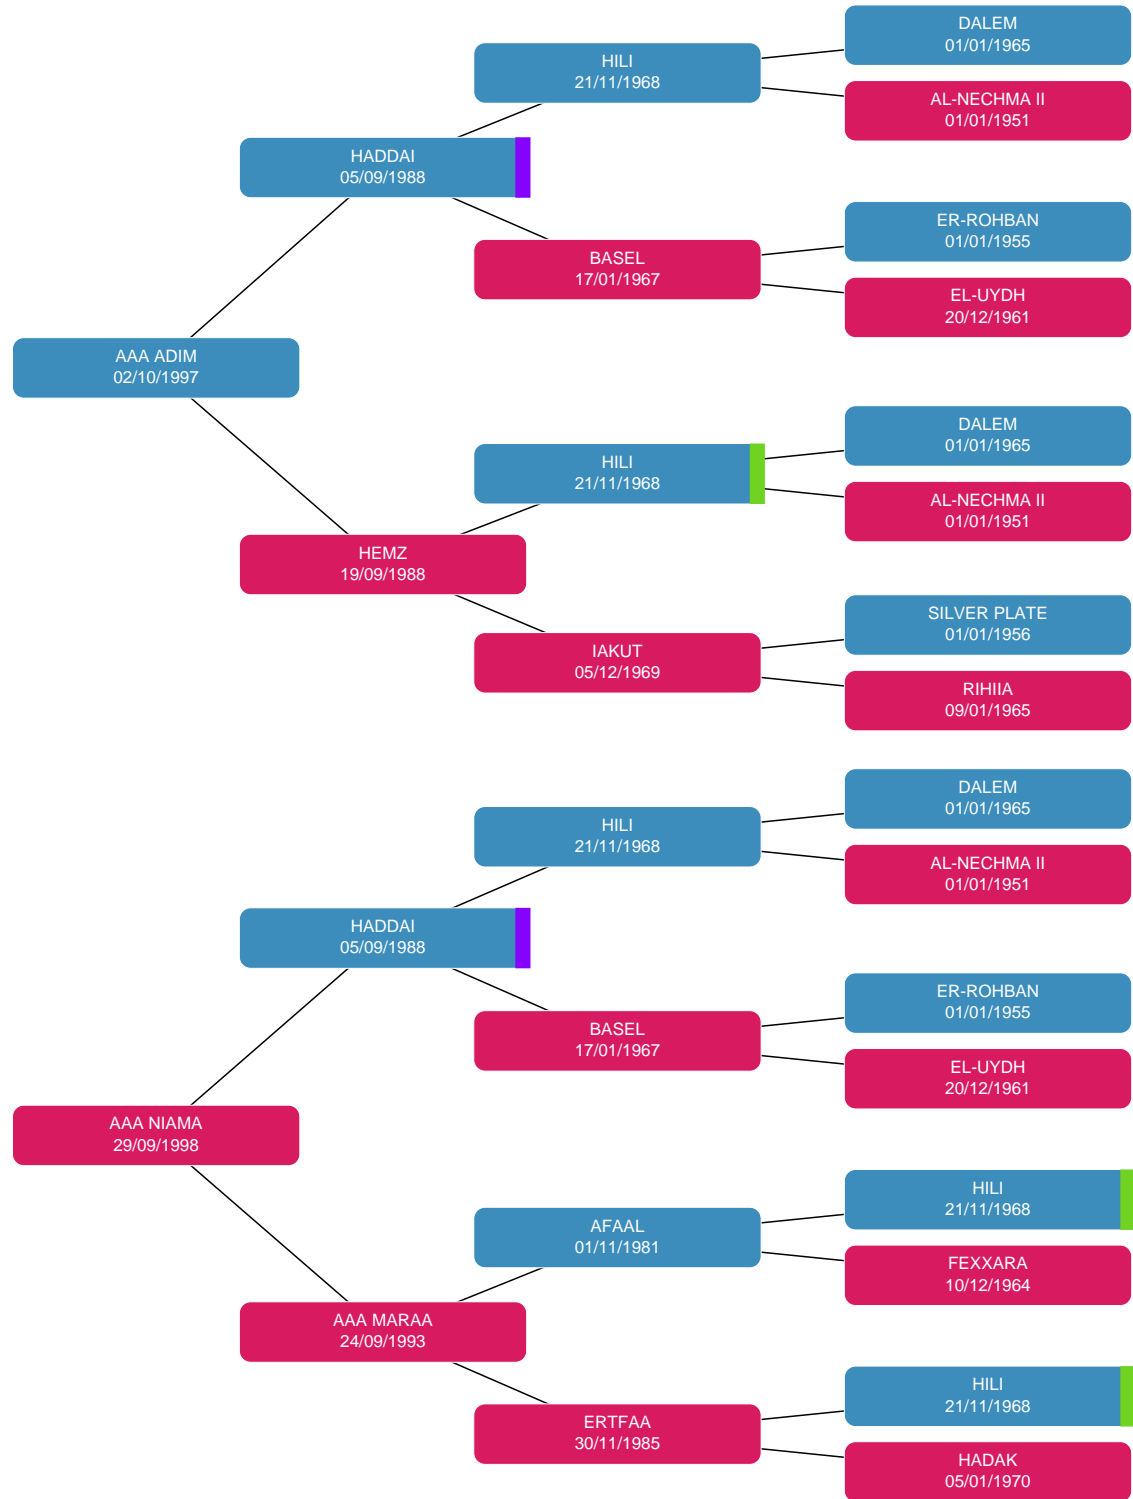 DALEM
01/01/1965
HILI
21/11/1968
AL-NECHMA II
01/01/1951
HADDAI
05/09/1988
ER-ROHBAN
01/01/1955
BASEL
17/01/1967
EL-UYDH
20/12/1961
AAA ADIM
02/10/1997
DALEM
01/01/1965
HILI
21/11/1968
AL-NECHMA II
01/01/1951
HEMZ
19/09/1988
SILVER PLATE
01/01/1956
IAKUT
05/12/1969
RIHIIA
09/01/1965
DALEM
01/01/1965
HILI
21/11/1968
AL-NECHMA II
01/01/1951
HADDAI
05/09/1988
ER-ROHBAN
01/01/1955
BASEL
17/01/1967
EL-UYDH
20/12/1961
AAA NIAMA
29/09/1998
HILI
21/11/1968
AFAAL
01/11/1981
FEXXARA
10/12/1964
AAA MARAA
24/09/1993
HILI
21/11/1968
ERTFAA
30/11/1985
HADAK
05/01/1970